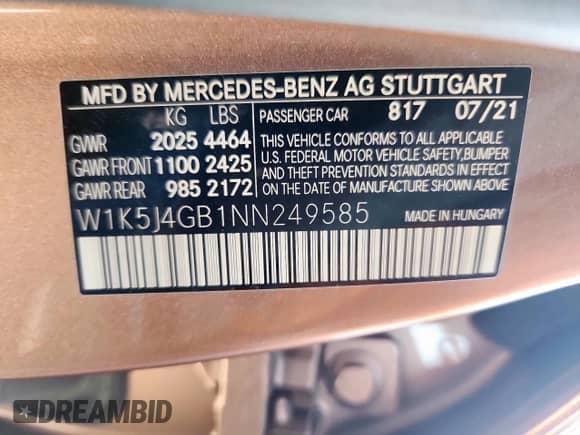 MFD BY MERCEDES-BENZ AG STUTTGART
KG LBS PASSENGER CAR 817 07/21
GVWR 2025 4464
GAWR FRONT 1100 2425
GAWR REAR 985 2172
THIS VEHICLE CONFORMS TO ALL APPLICABLE
U.S. FEDERAL MOTOR VEHICLE SAFETY, BUMPER
AND THEFT PREVENTION STANDARDS IN EFFECT
ON THE DATE OF MANUFACTURE SHOWN ABOVE.
W1K5J4GB1NN249585 MADE IN HUNGARY
DREAMBID